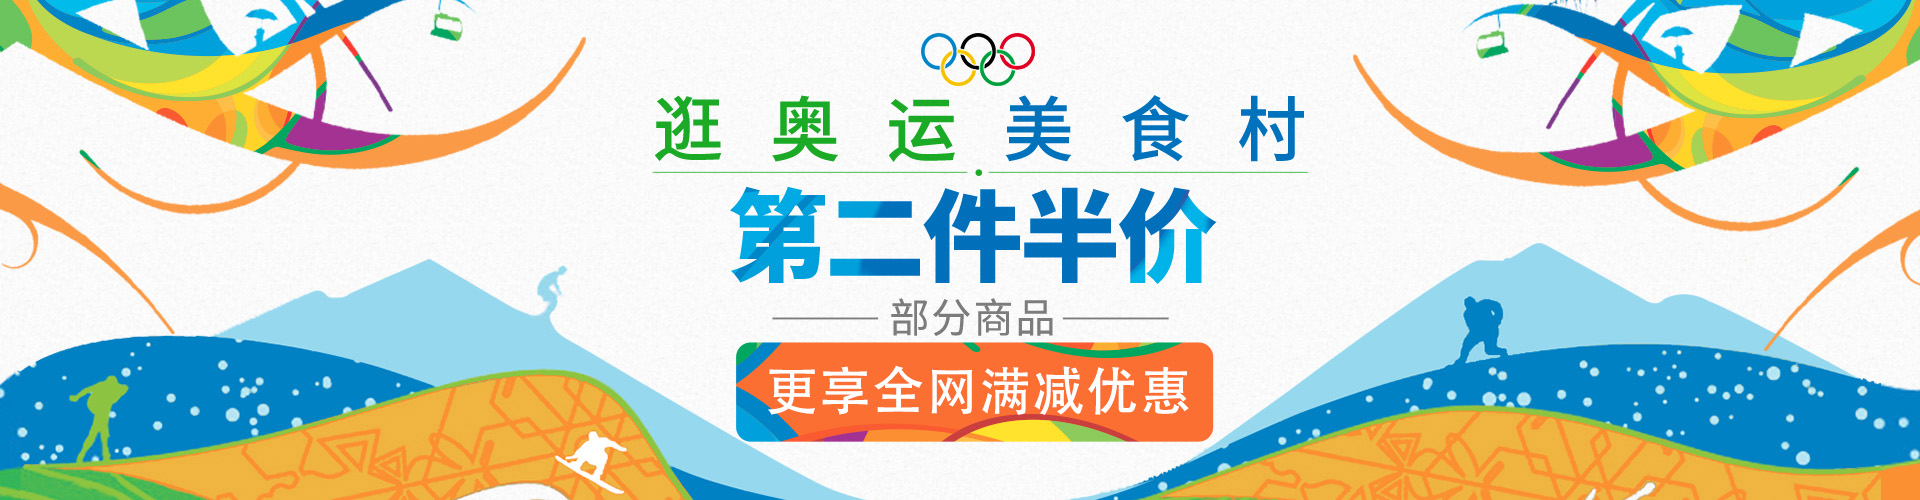 逛奥运美食村
第二件半价
部分商品
更享全网满减优惠